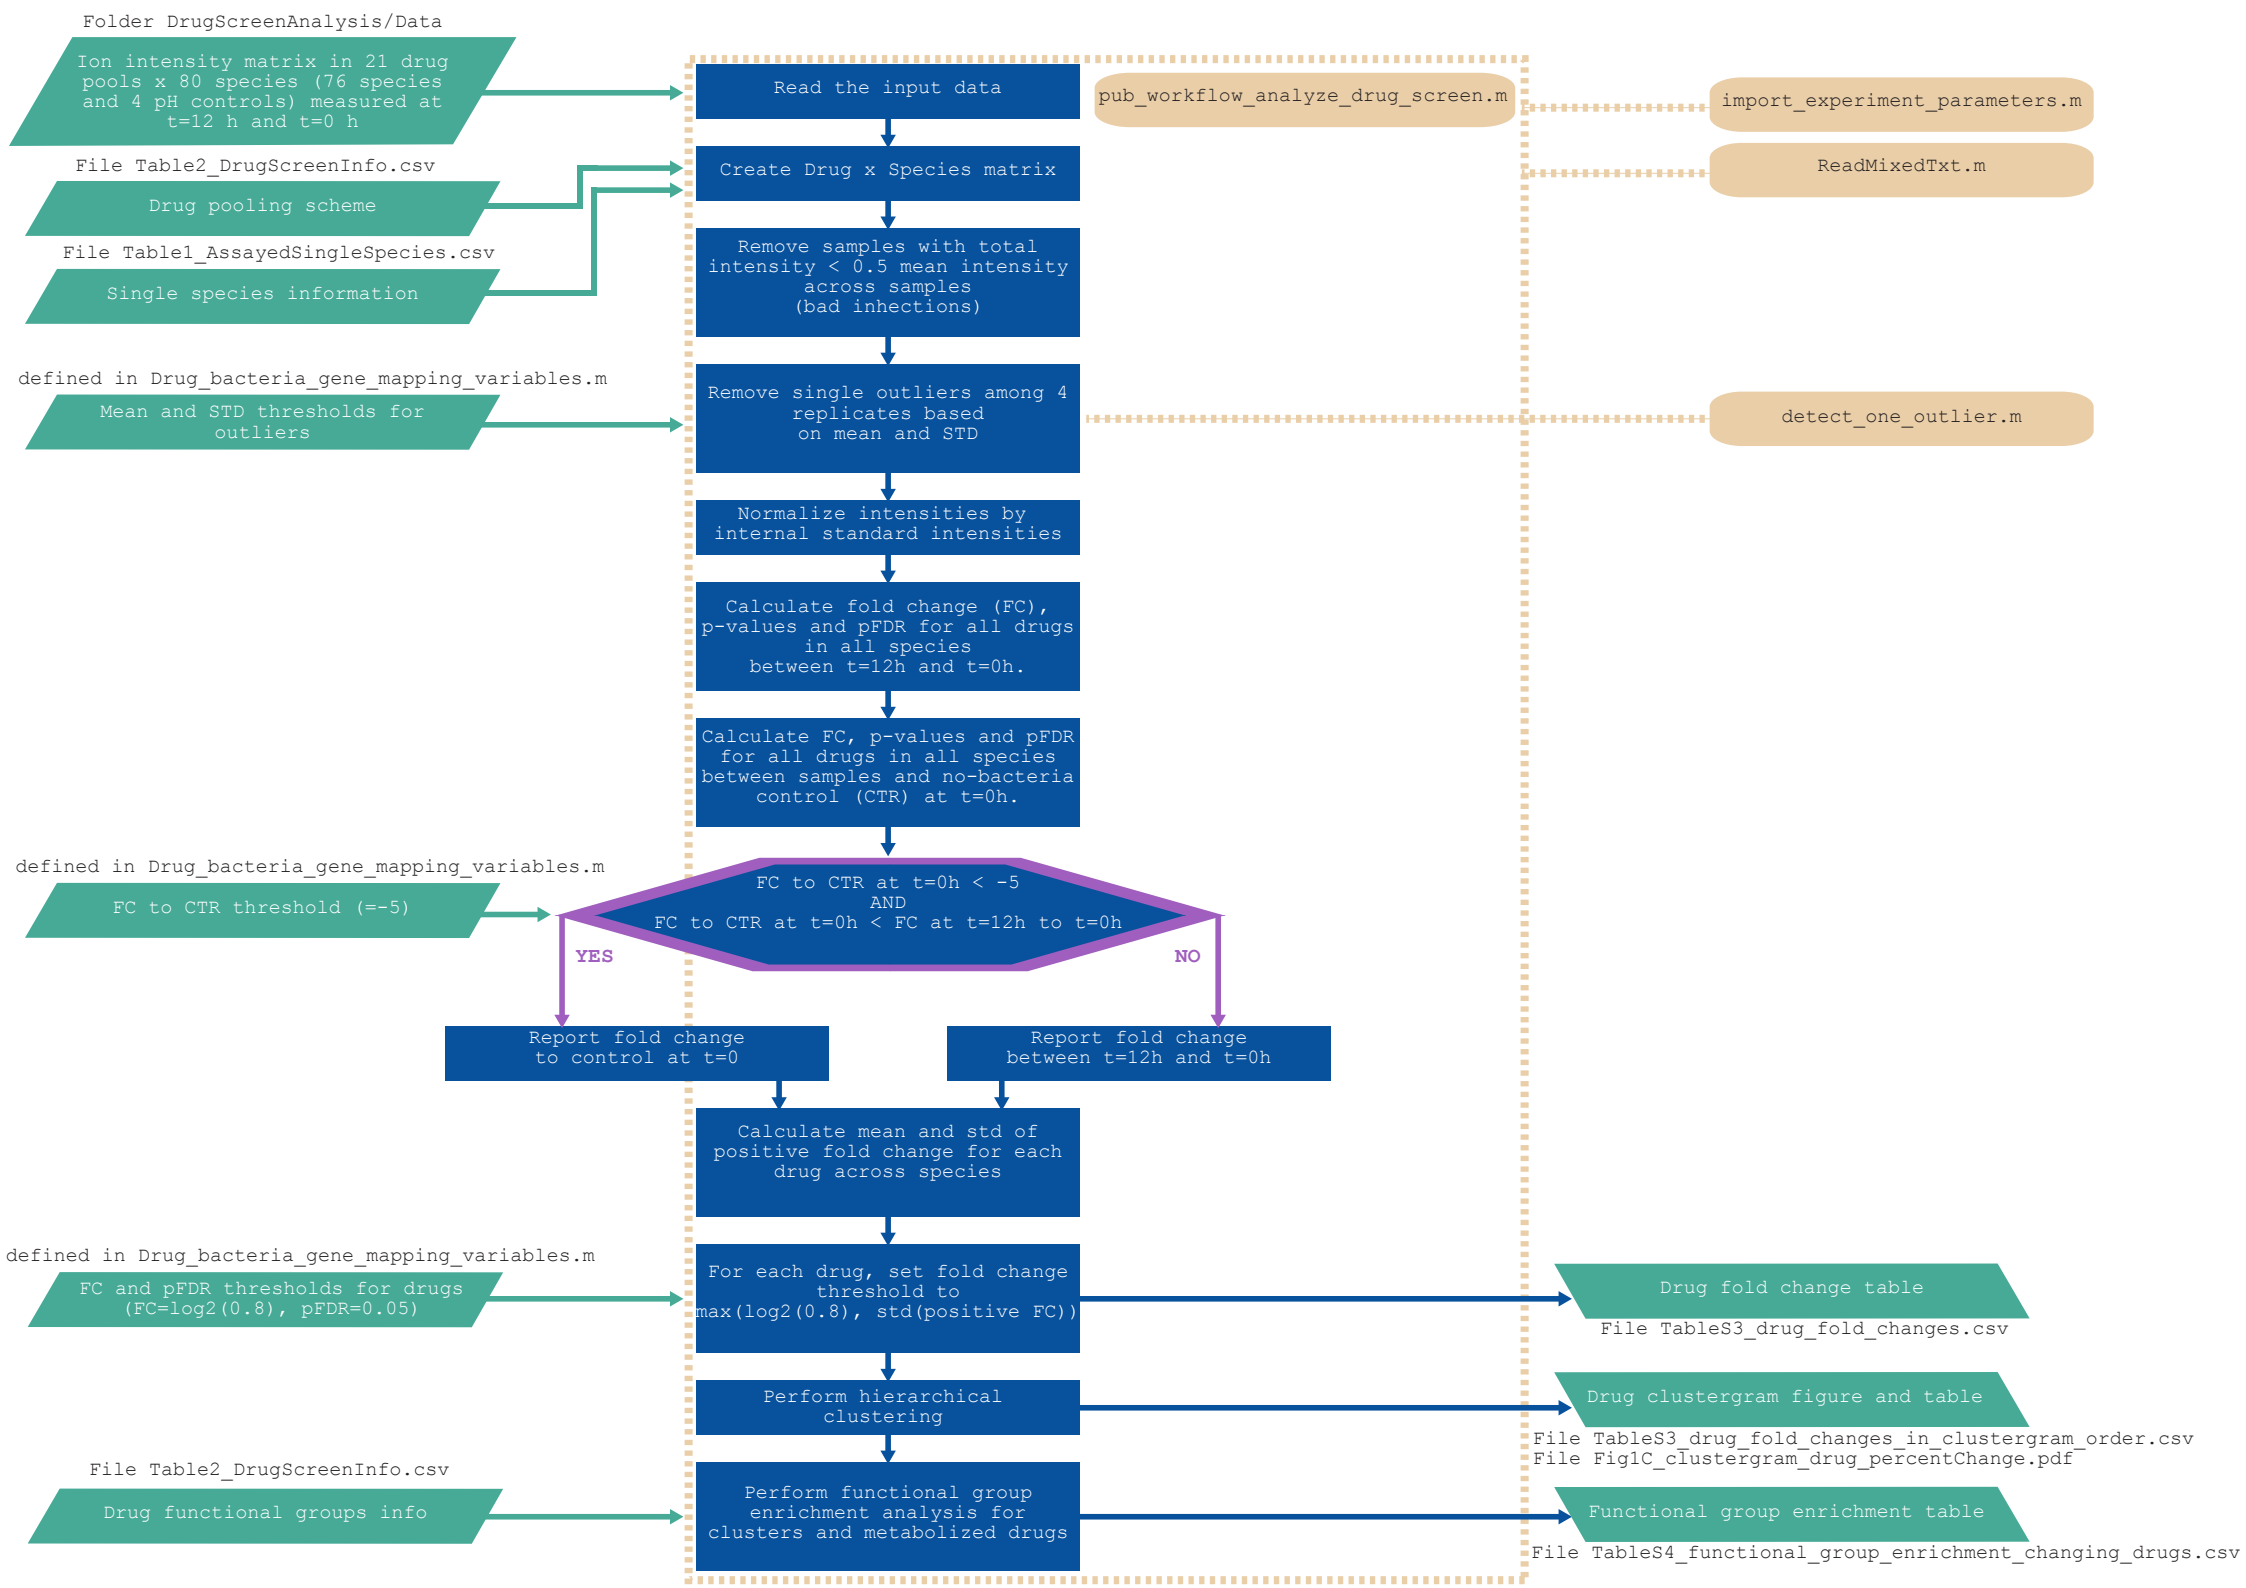 Folder DrugScreenAnalysis/Data
Ion intensity matrix in 21 drug
pools x 80 species (76 species
and 4 pH controls) measured at
t=12 h and t=0 h
Read the input data
pub_workflow_analyze_drug_screen.m
import_experiment_parameters.m
File Table2_DrugScreenInfo.csv
Drug pooling scheme
Create Drug x Species matrix
ReadMixedTxt.m
File Table1_AssayedSingleSpecies.csv
Single species information
Remove samples with total
intensity < 0.5 mean intensity
across samples
(bad inhections)
defined in Drug_bacteria_gene_mapping_variables.m
Mean and STD thresholds for
outliers
Remove single outliers among 4
replicates based
on mean and STD
detect_one_outlier.m
Normalize intensities by
internal standard intensities
Calculate fold change (FC),
p-values and pFDR for all drugs
in all species
between t=12h and t=0h.
Calculate FC, p-values and pFDR
for all drugs in all species
between samples and no-bacteria
control (CTR) at t=0h.
defined in Drug_bacteria_gene_mapping_variables.m
FC to CTR threshold (=-5)
FC to CTR at t=0h < -5
AND
FC to CTR at t=0h < FC at t=12h to t=0h
YES
NO
Report fold change
to control at t=0
Report fold change
between t=12h and t=0h
Calculate mean and std of
positive fold change for each
drug across species
defined in Drug_bacteria_gene_mapping_variables.m
FC and pFDR thresholds for drugs
(FC=log2(0.8), pFDR=0.05)
For each drug, set fold change
threshold to
max(log2(0.8), std(positive FC))
Drug fold change table
File TableS3_drug_fold_changes.csv
Perform hierarchical
clustering
Drug clustergram figure and table
File TableS3_drug_fold_changes_in_clustergram_order.csv
File Fig1C_clustergram_drug_percentChange.pdf
File Table2_DrugScreenInfo.csv
Drug functional groups info
Perform functional group
enrichment analysis for
clusters and metabolized drugs
Functional group enrichment table
File TableS4_functional_group_enrichment_changing_drugs.csv